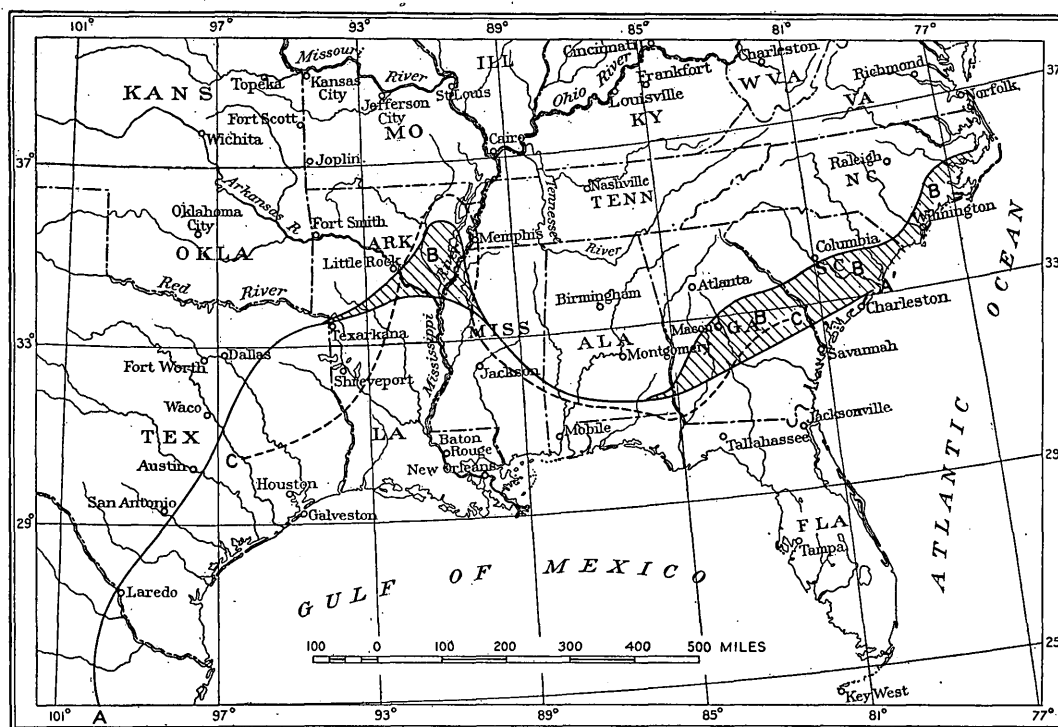 101° 97° 93° 89° 85° 81° 77°
Missouri River
ILL
Cincinnati
Charleston
Topeka
Kansas City
River
Frankfort
W VA
Richmond
37°
KANS
Jefferson City
St Louis
Ohio River
Louisville
VA
Norfolk
Fort Scott
MO
KY
Wichita
Cairo
37°
Joplin
Raleigh
N C
Arkansas R.
Nashville
TENN
Tennessee River
B
Oklahoma City
Fort Smith
Wilmington
OKLA
ARK
Memphis
Columbia
Little Rock
B
River
S C B
33°
Red River
Atlanta
A
Birmingham
Charleston
Texarkana
MISS
Macon
GA
B
C
33°
ALA
Montgomery
Dallas
Fort Worth
Mississippi
Savannah
Shreveport
Jackson
Waco
TEX
LA
Mobile
Jacksonville
C
Baton Rouge
Tallahassee
Austin
New Orleans
29°
Houston
San Antonio
Galveston
29°
FLA
Tampa
ATLANTIC OCEAN
GULF OF MEXICO
Laredo
100 0 100 200 300 400 500 MILES
25°
Key West
A
101° 97° 93° 89° 85° 81° 77°